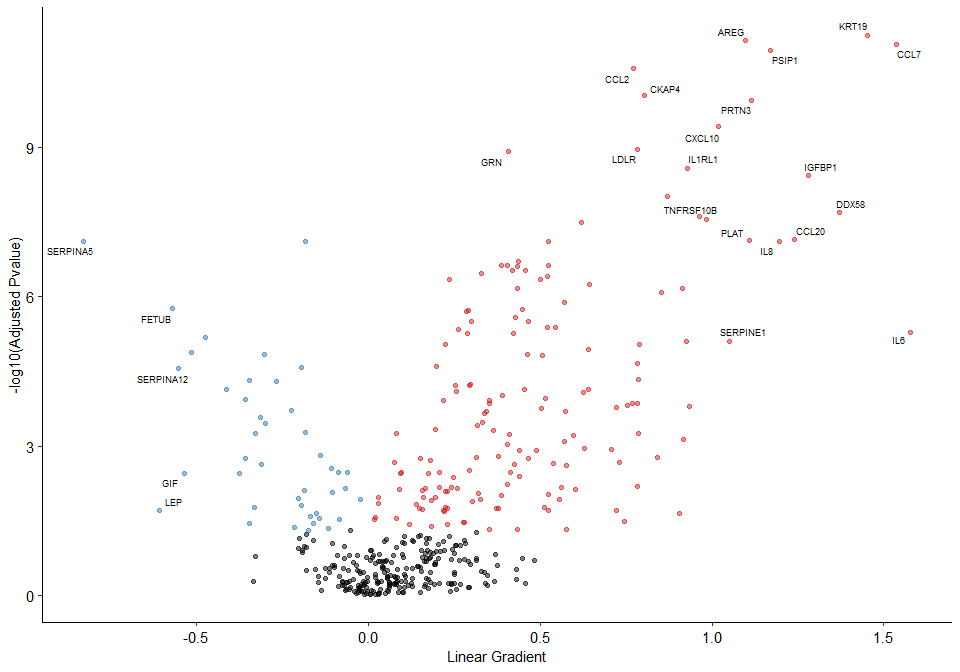 KRT19
AREG
CCL7
PSIP1
CCL2
CKAP4
PRTN3
CXCL10
9
GRN
LDLR
IL1RL1
IGFBP1
DDX58
TNFRSF10B
PLAT
CCL20
SERPINA5
IL8
-log10(Adjusted Pvalue)
6
FETUB
SERPINE1
IL6
SERPINA12
3
GIF
LEP
0
-0.5
0.0
0.5
1.0
1.5
Linear Gradient